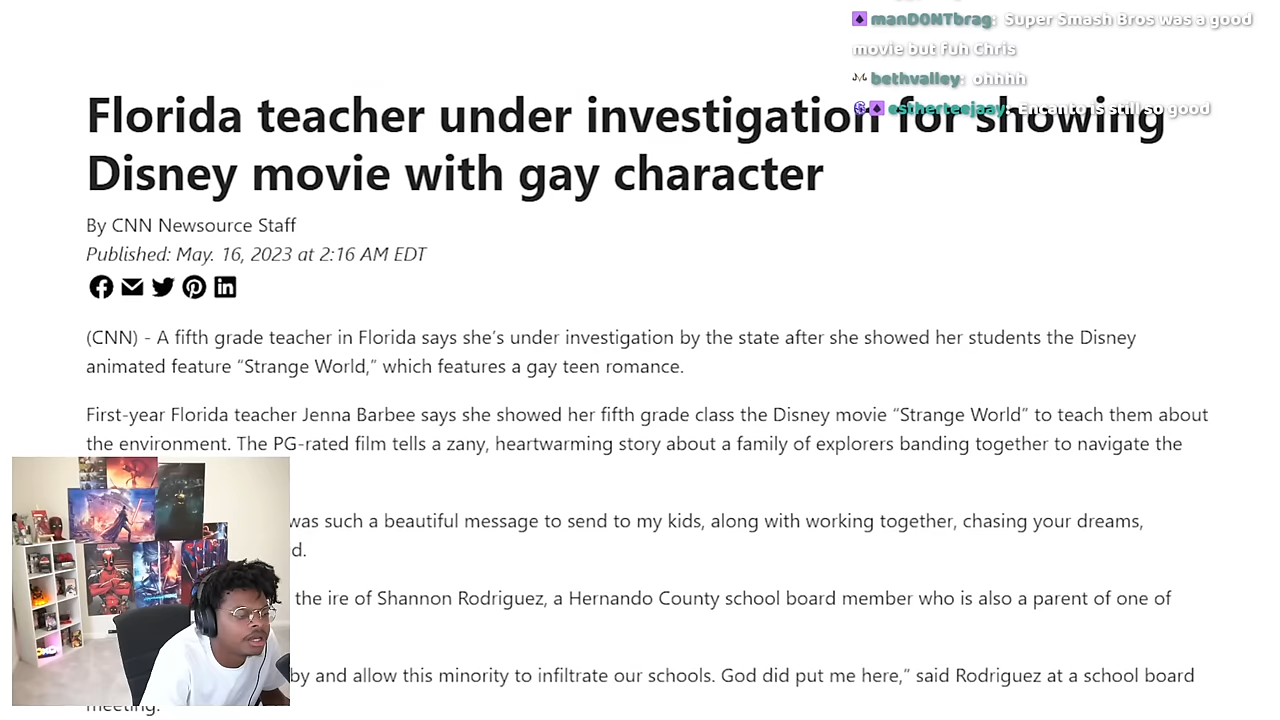 manDONTbrag: Super Smash Bros was a good
movie but Fuh Chris
bethvalley: ohhhh
estherteejaay: Encanto is still so good
Florida teacher under investigation for showing
Disney movie with gay character
By CNN Newsource Staff
Published: May. 16, 2023 at 2:16 AM EDT
(CNN) - A fifth grade teacher in Florida says she’s under investigation by the state after she showed her students the Disney
animated feature “Strange World,” which features a gay teen romance.
First-year Florida teacher Jenna Barbee says she showed her fifth grade class the Disney movie “Strange World” to teach them about
the environment. The PG-rated film tells a zany, heartwarming story about a family of explorers banding together to navigate the
was such a beautiful message to send to my kids, along with working together, chasing your dreams,
d.
the ire of Shannon Rodriguez, a Hernando County school board member who is also a parent of one of
by and allow this minority to infiltrate our schools. God did put me here,” said Rodriguez at a school board
meeting.